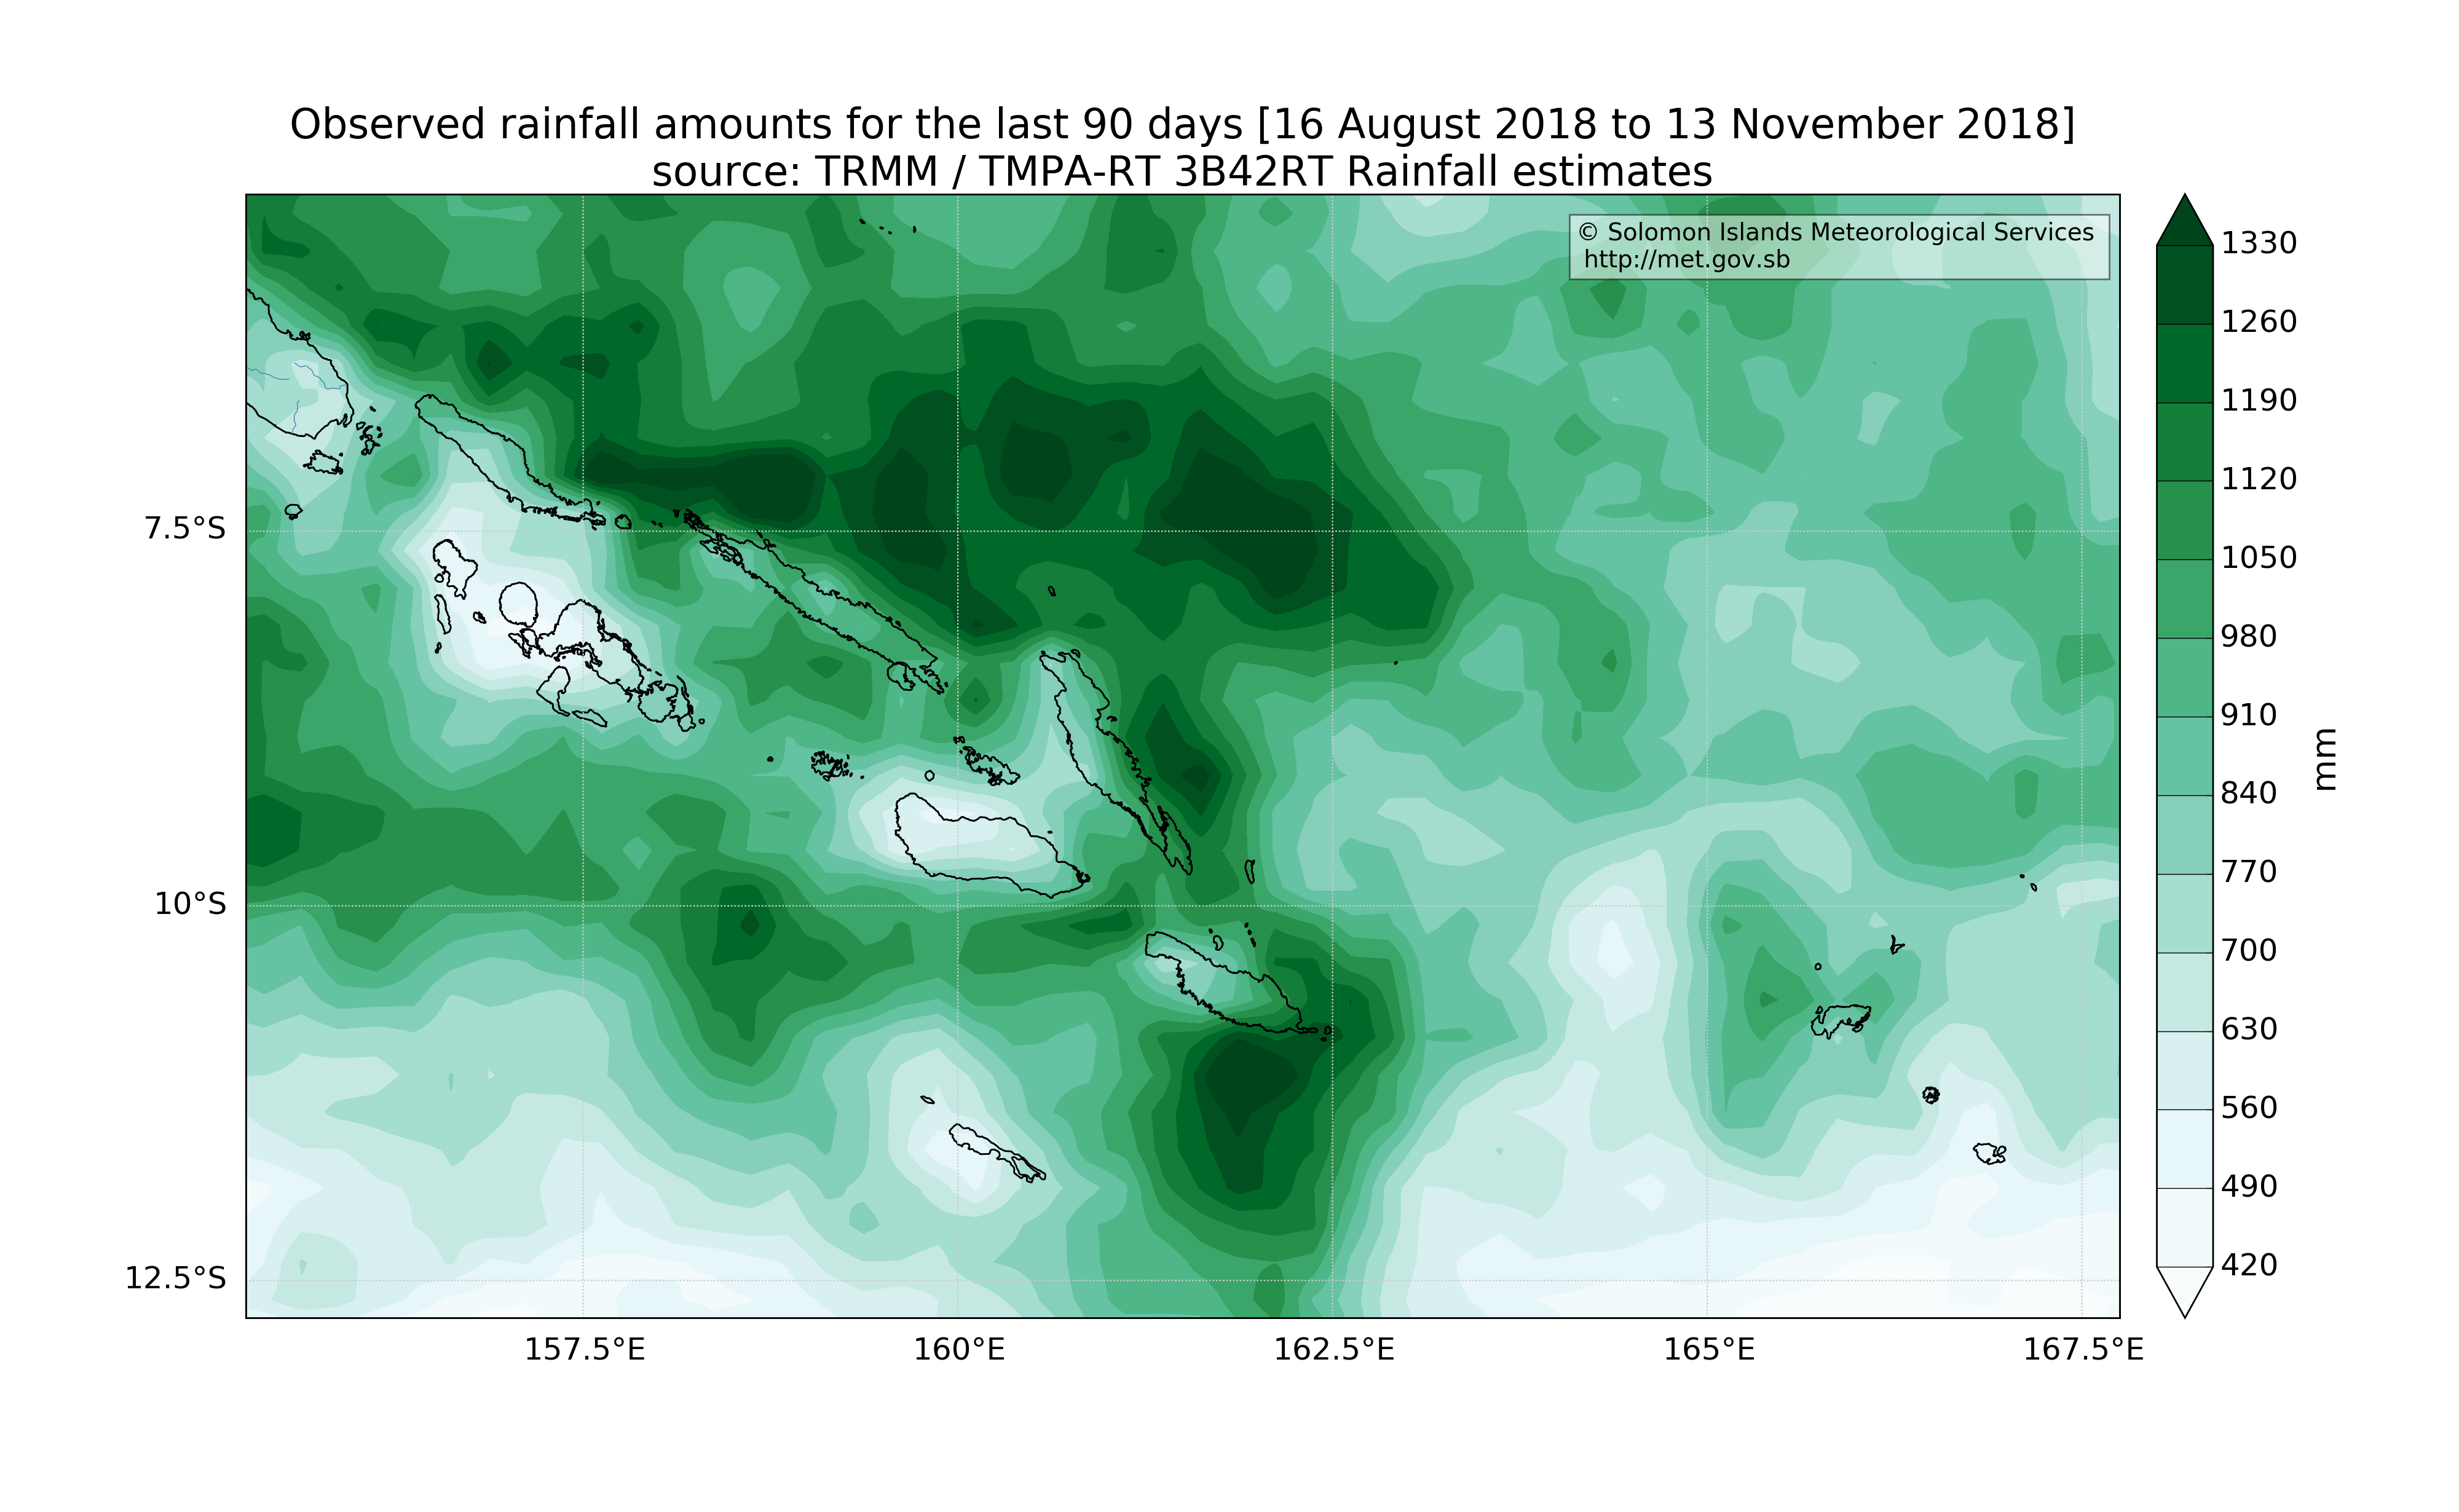 Observed rainfall amounts for the last 90 days [16 August 2018 to 13 November 2018]
source: TRMM / TMPA-RT 3B42RT Rainfall estimates
© Solomon Islands Meteorological Services
http://met.gov.sb
7.5°S
10°S
12.5°S
157.5°E
160°E
162.5°E
165°E
167.5°E
1330
1260
1190
1120
1050
980
910
840
770
700
630
560
490
420
mm